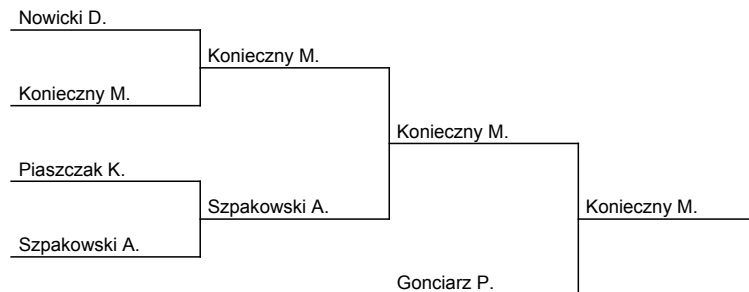 Nowicki D.
Konieczny M.
Konieczny M.
Konieczny M.
Piaszczak K.
Szpakowski A.
Konieczny M.
Szpakowski A.
Gonciarz P.